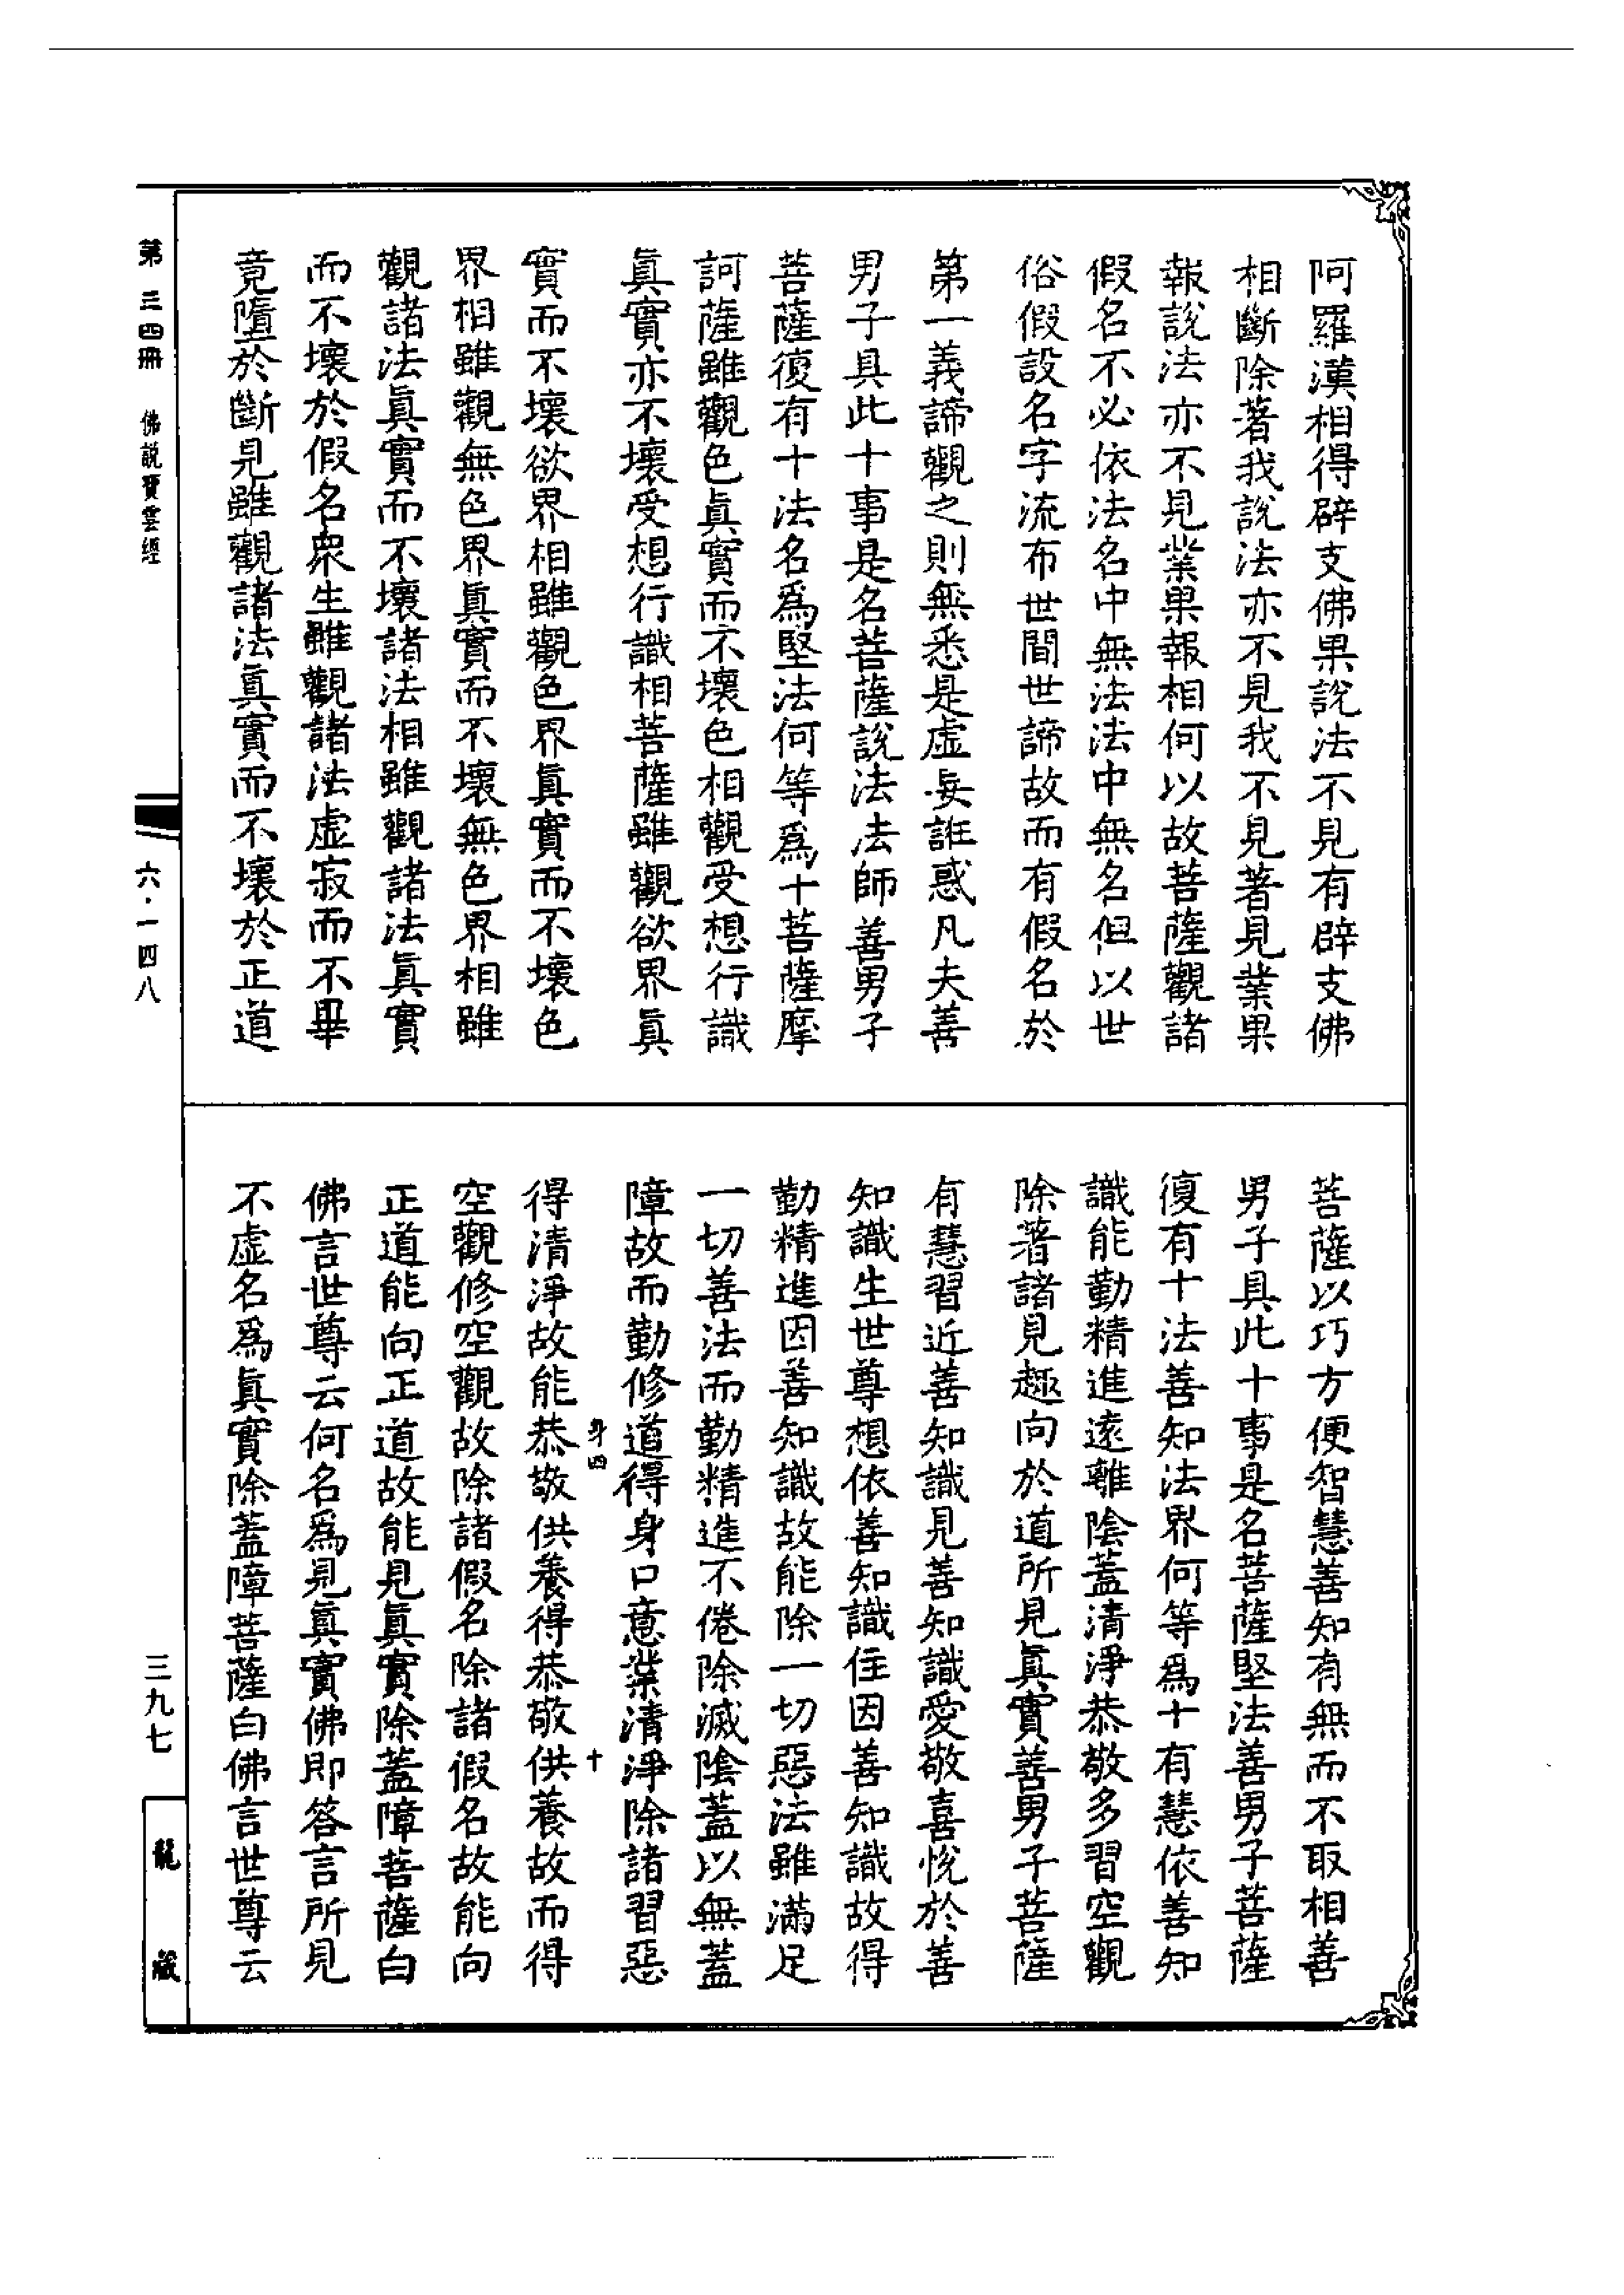 阿羅漢相得辟支佛果說法不見有辟支佛
相斷除著我說法亦不見我不見著見業果
報說法亦不見業果報相何以故菩薩觀諸
假名不必依法名中無法法中無名但以世
俗假設名字流布世間世諦故而有假名於
第一義諦觀之則無悉是虛妄誑惑凡夫善
男子具此十事是名菩薩說法法師善男子
菩薩復有十法名爲堅法何等爲十菩薩摩
訶薩雖觀色眞實而不壞色相觀受想行識
眞實亦不壞受想行識相菩薩雖觀欲界眞
實而不壞欲界相雖觀色界眞實而不壞色
界相雖觀無色界眞實而不壞無色界相雖
觀諸法眞實而不壞諸法相雖觀諸法眞實
而不壞於假名衆生雖觀諸法虛寂而不畢
竟墮於斷見雖觀諸法眞實而不壞於正道
菩薩以巧方便智慧善知有無而不取相善
男子具此十事是名菩薩堅法善男子菩薩
復有十法善知法界何等爲十有慧依善知
識能勤精進遠離陰蓋清淨恭敬多習空觀
除著諸見趣向於道所見眞實善男子菩薩
有慧習近善知識見善知識愛敬喜悅於善
知識生世尊想依善知識住因善知識故得
勤精進因善知識故能除一切惡法雖滿足
一切善法而勤精進不倦除滅陰蓋以無蓋
障故而勤修道得身口意業清淨除諸習惡
身四
十
得清淨故能恭敬供養得恭敬供養故而得
空觀修空觀故除諸假名除諸假名故能向
正道能向正道故能見眞實除蓋障菩薩白
佛言世尊云何名爲見眞實佛即答言所見
不虛名爲眞實除蓋障菩薩白佛言世尊云
第三四冊
佛說寶雲經
六·一四八
三九七
龍藏